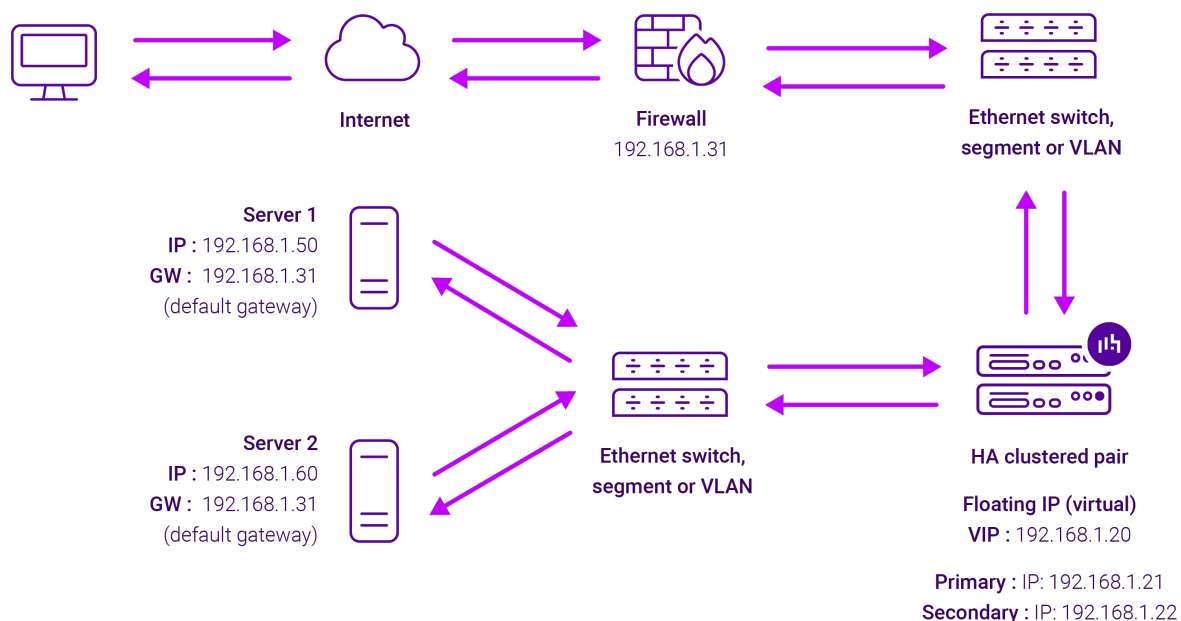 Internet
Firewall
192.168.1.31
Ethernet switch,
segment or VLAN
Server 1
IP : 192.168.1.50
GW : 192.168.1.31
(default gateway)
Server 2
IP : 192.168.1.60
GW : 192.168.1.31
(default gateway)
Ethernet switch,
segment or VLAN
HA clustered pair
Floating IP (virtual)
VIP : 192.168.1.20
Primary : IP: 192.168.1.21
Secondary : IP: 192.168.1.22